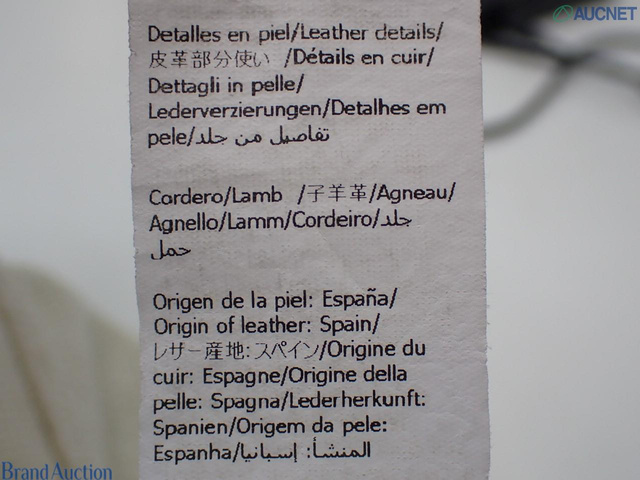 AUCNET
Detalles en piel/Leather details/
皮革部分使い /Détails en cuir/
Dettagli in pelle/
Lederverzierungen/Detalhes em
pele/تفاصيل من جلد
Cordero/Lamb /子羊革/Agneau/
Agnello/Lamm/Cordeiro/جلد
حمل
Origen de la piel: España/
Origin of leather: Spain/
レザー産地:スペイン/Origine du
cuir: Espagne/Origine della
pelle: Spagna/Lederherkunft:
Spanien/Origem da pele:
Espanha/المنشأ: إسبانيا
Brand Auction